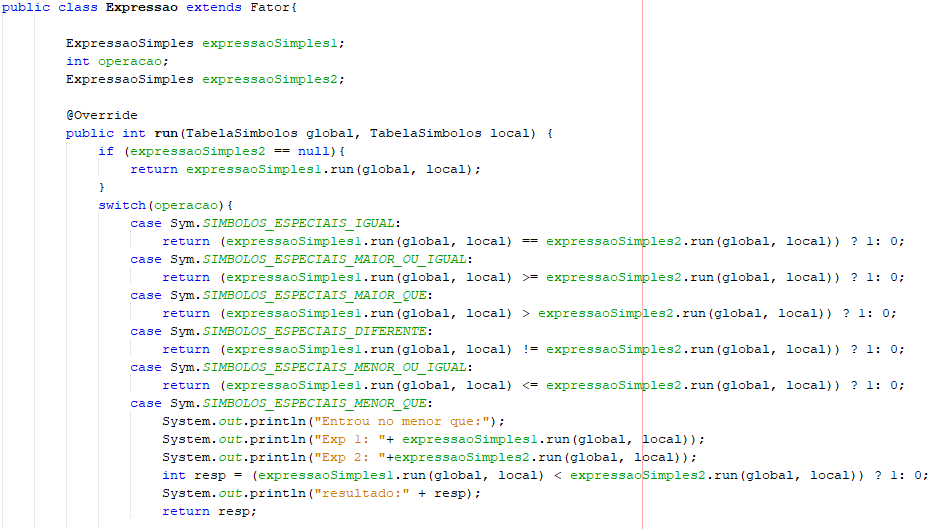 public class Expressao extends Fator{
ExpressaoSimples expressaoSimples1;
int operacao;
ExpressaoSimples expressaoSimples2;
@Override
public int run(TabelaSimbolos global, TabelaSimbolos local) {
if (expressaoSimples2 == null){
return expressaoSimples1.run(global, local);
}
switch(operacao){
case Sym.SIMBOLOS_ESPECIAIS_IGUAL:
return (expressaoSimples1.run(global, local) == expressaoSimples2.run(global, local)) ? 1: 0;
case Sym.SIMBOLOS_ESPECIAIS_MAIOR_OU_IGUAL:
return (expressaoSimples1.run(global, local) >= expressaoSimples2.run(global, local)) ? 1: 0;
case Sym.SIMBOLOS_ESPECIAIS_MAIOR_QUE:
return (expressaoSimples1.run(global, local) > expressaoSimples2.run(global, local)) ? 1: 0;
case Sym.SIMBOLOS_ESPECIAIS_DIFERENTE:
return (expressaoSimples1.run(global, local) != expressaoSimples2.run(global, local)) ? 1: 0;
case Sym.SIMBOLOS_ESPECIAIS_MENOR_OU_IGUAL:
return (expressaoSimples1.run(global, local) <= expressaoSimples2.run(global, local)) ? 1: 0;
case Sym.SIMBOLOS_ESPECIAIS_MENOR_QUE:
System.out.println("Entrou no menor que:");
System.out.println("Exp 1: "+ expressaoSimples1.run(global, local));
System.out.println("Exp 2: "+expressaoSimples2.run(global, local));
int resp = (expressaoSimples1.run(global, local) < expressaoSimples2.run(global, local)) ? 1: 0;
System.out.println("resultado:" + resp);
return resp;